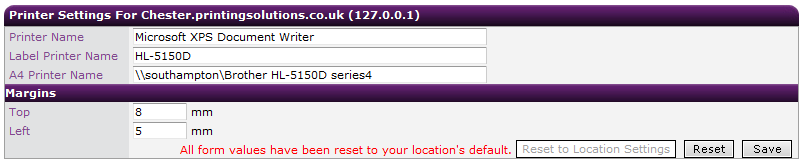 Printer Settings For Chester.printingsolutions.co.uk (127.0.0.1)
Printer Name Microsoft XPS Document Writer
Label Printer Name HL-5150D
A4 Printer Name \\southampton\Brother HL-5150D series4
Margins
Top 8 mm
Left 5 mm
All form values have been reset to your location's default. Reset to Location Settings Reset Save